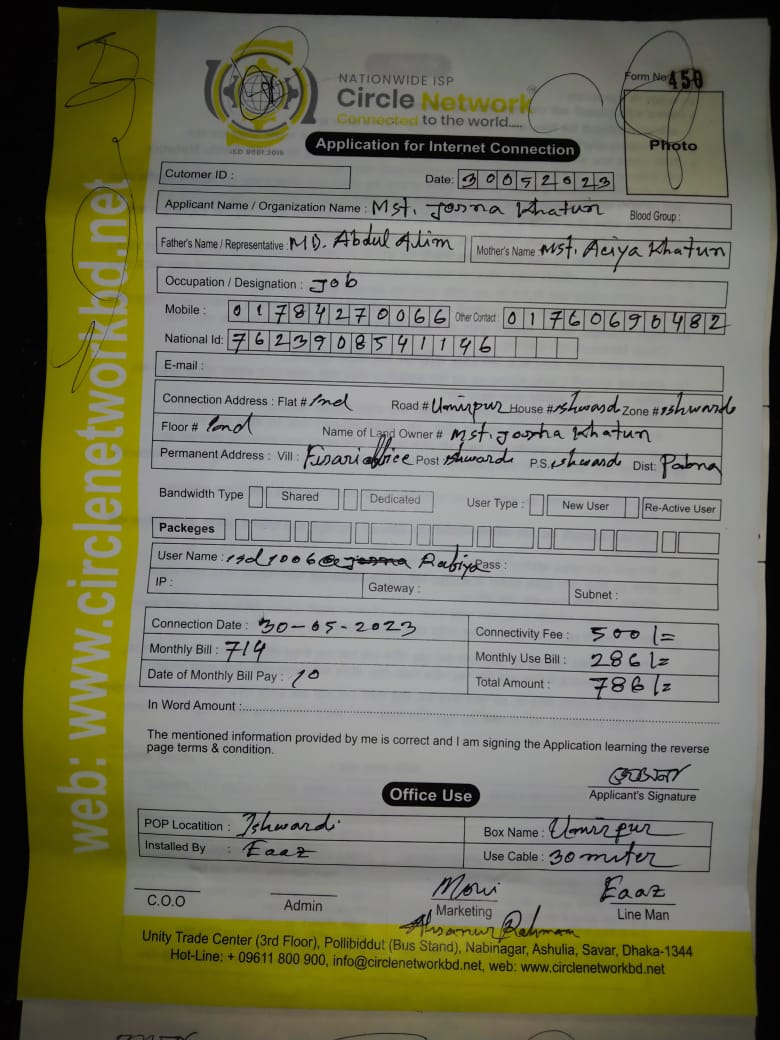 NATIONWIDE ISP
Circle Network
Connected to the world.....
ISO 9001:2015
Form No 450
Photo
Application for Internet Connection
Cutomer ID :
Date: 30052023
Applicant Name / Organization Name : Mst. Josna Khatun Blood Group :
Father's Name / Representative : MD. Abdul Alim Mother's Name Mst. Aciya Khatun
Occupation / Designation : Job
Mobile : 01784270066 Other Contact 01760690482
National Id: 7623908541146
E-mail :
Connection Address : Flat # Road # Umirpur House # Ishwardi Zone # Ishwardi
Floor # Name of Land Owner # Mst. Josna Khatun
Permanent Address : Vill : Fisari office Post Ishwardi P.S. Ishwardi Dist: Pabna
Bandwidth Type Shared Dedicated User Type : New User Re-Active User
Packeges
User Name : isd1006@ Rabiya Pass :
IP : Gateway : Subnet :
Connection Date : 30-05-2023 Connectivity Fee : 500/=
Monthly Bill : 714 Monthly Use Bill : 286/=
Date of Monthly Bill Pay : 10 Total Amount : 786/=
In Word Amount :
The mentioned information provided by me is correct and I am signing the Application learning the reverse
page terms & condition.
Applicant's Signature
Office Use
POP Locatition : Ishwardi Box Name : Umirpur
Installed By : Eaaz Use Cable : 30 miter
Moni Eaaz
C.O.O Admin Marketing Line Man
Ahsanur Rahman
Unity Trade Center (3rd Floor), Pollibiddut (Bus Stand), Nabinagar, Ashulia, Savar, Dhaka-1344
Hot-Line: + 09611 800 900, info@circlenetworkbd.net, web: www.circlenetworkbd.net
web: www.circlenetworkbd.net